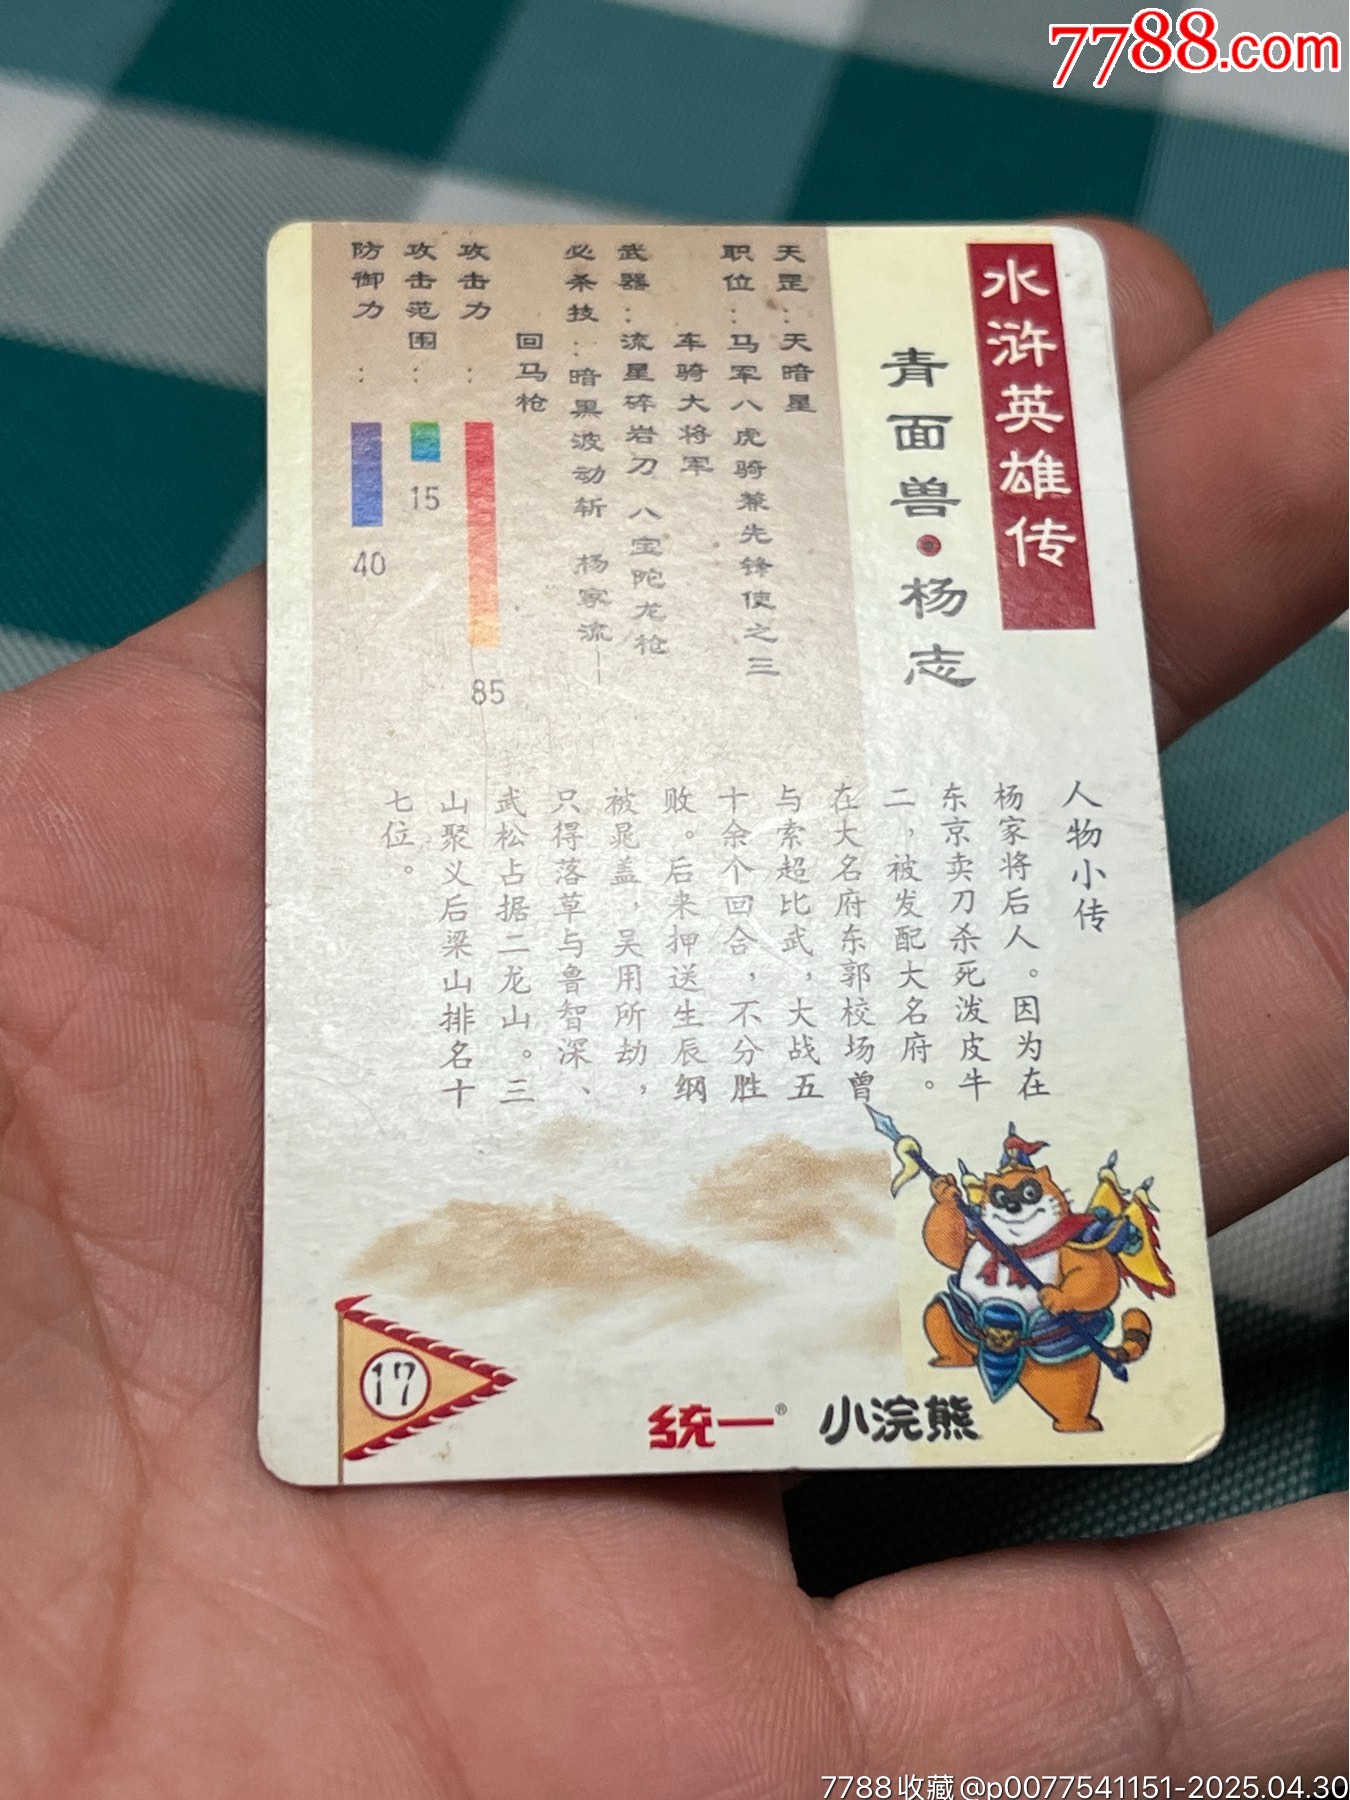 7788.com
水浒英雄传
青面兽·杨志
天罡：天暗星
职位：马军八虎骑兼先锋使之三
车骑大将军
武器：流星碎岩刀 八宝陀龙枪
必杀技：暗黑波动斩 杨家流—
回马枪
攻击力：
85
攻击范围：
15
防御力：
40
人物小传
杨家将后人。因为在
东京卖刀杀死泼皮牛
二，被发配大名府。
在大名府东郭校场曾
与索超比武，大战五
十余个回合，不分胜
败。后来押送生辰纲
被晁盖，吴用所劫，
只得落草与鲁智深、
武松占据二龙山。三
山聚义后梁山排名十
七位。
17
统一®
小浣熊
7788收藏@p0077541151-2025.04.30